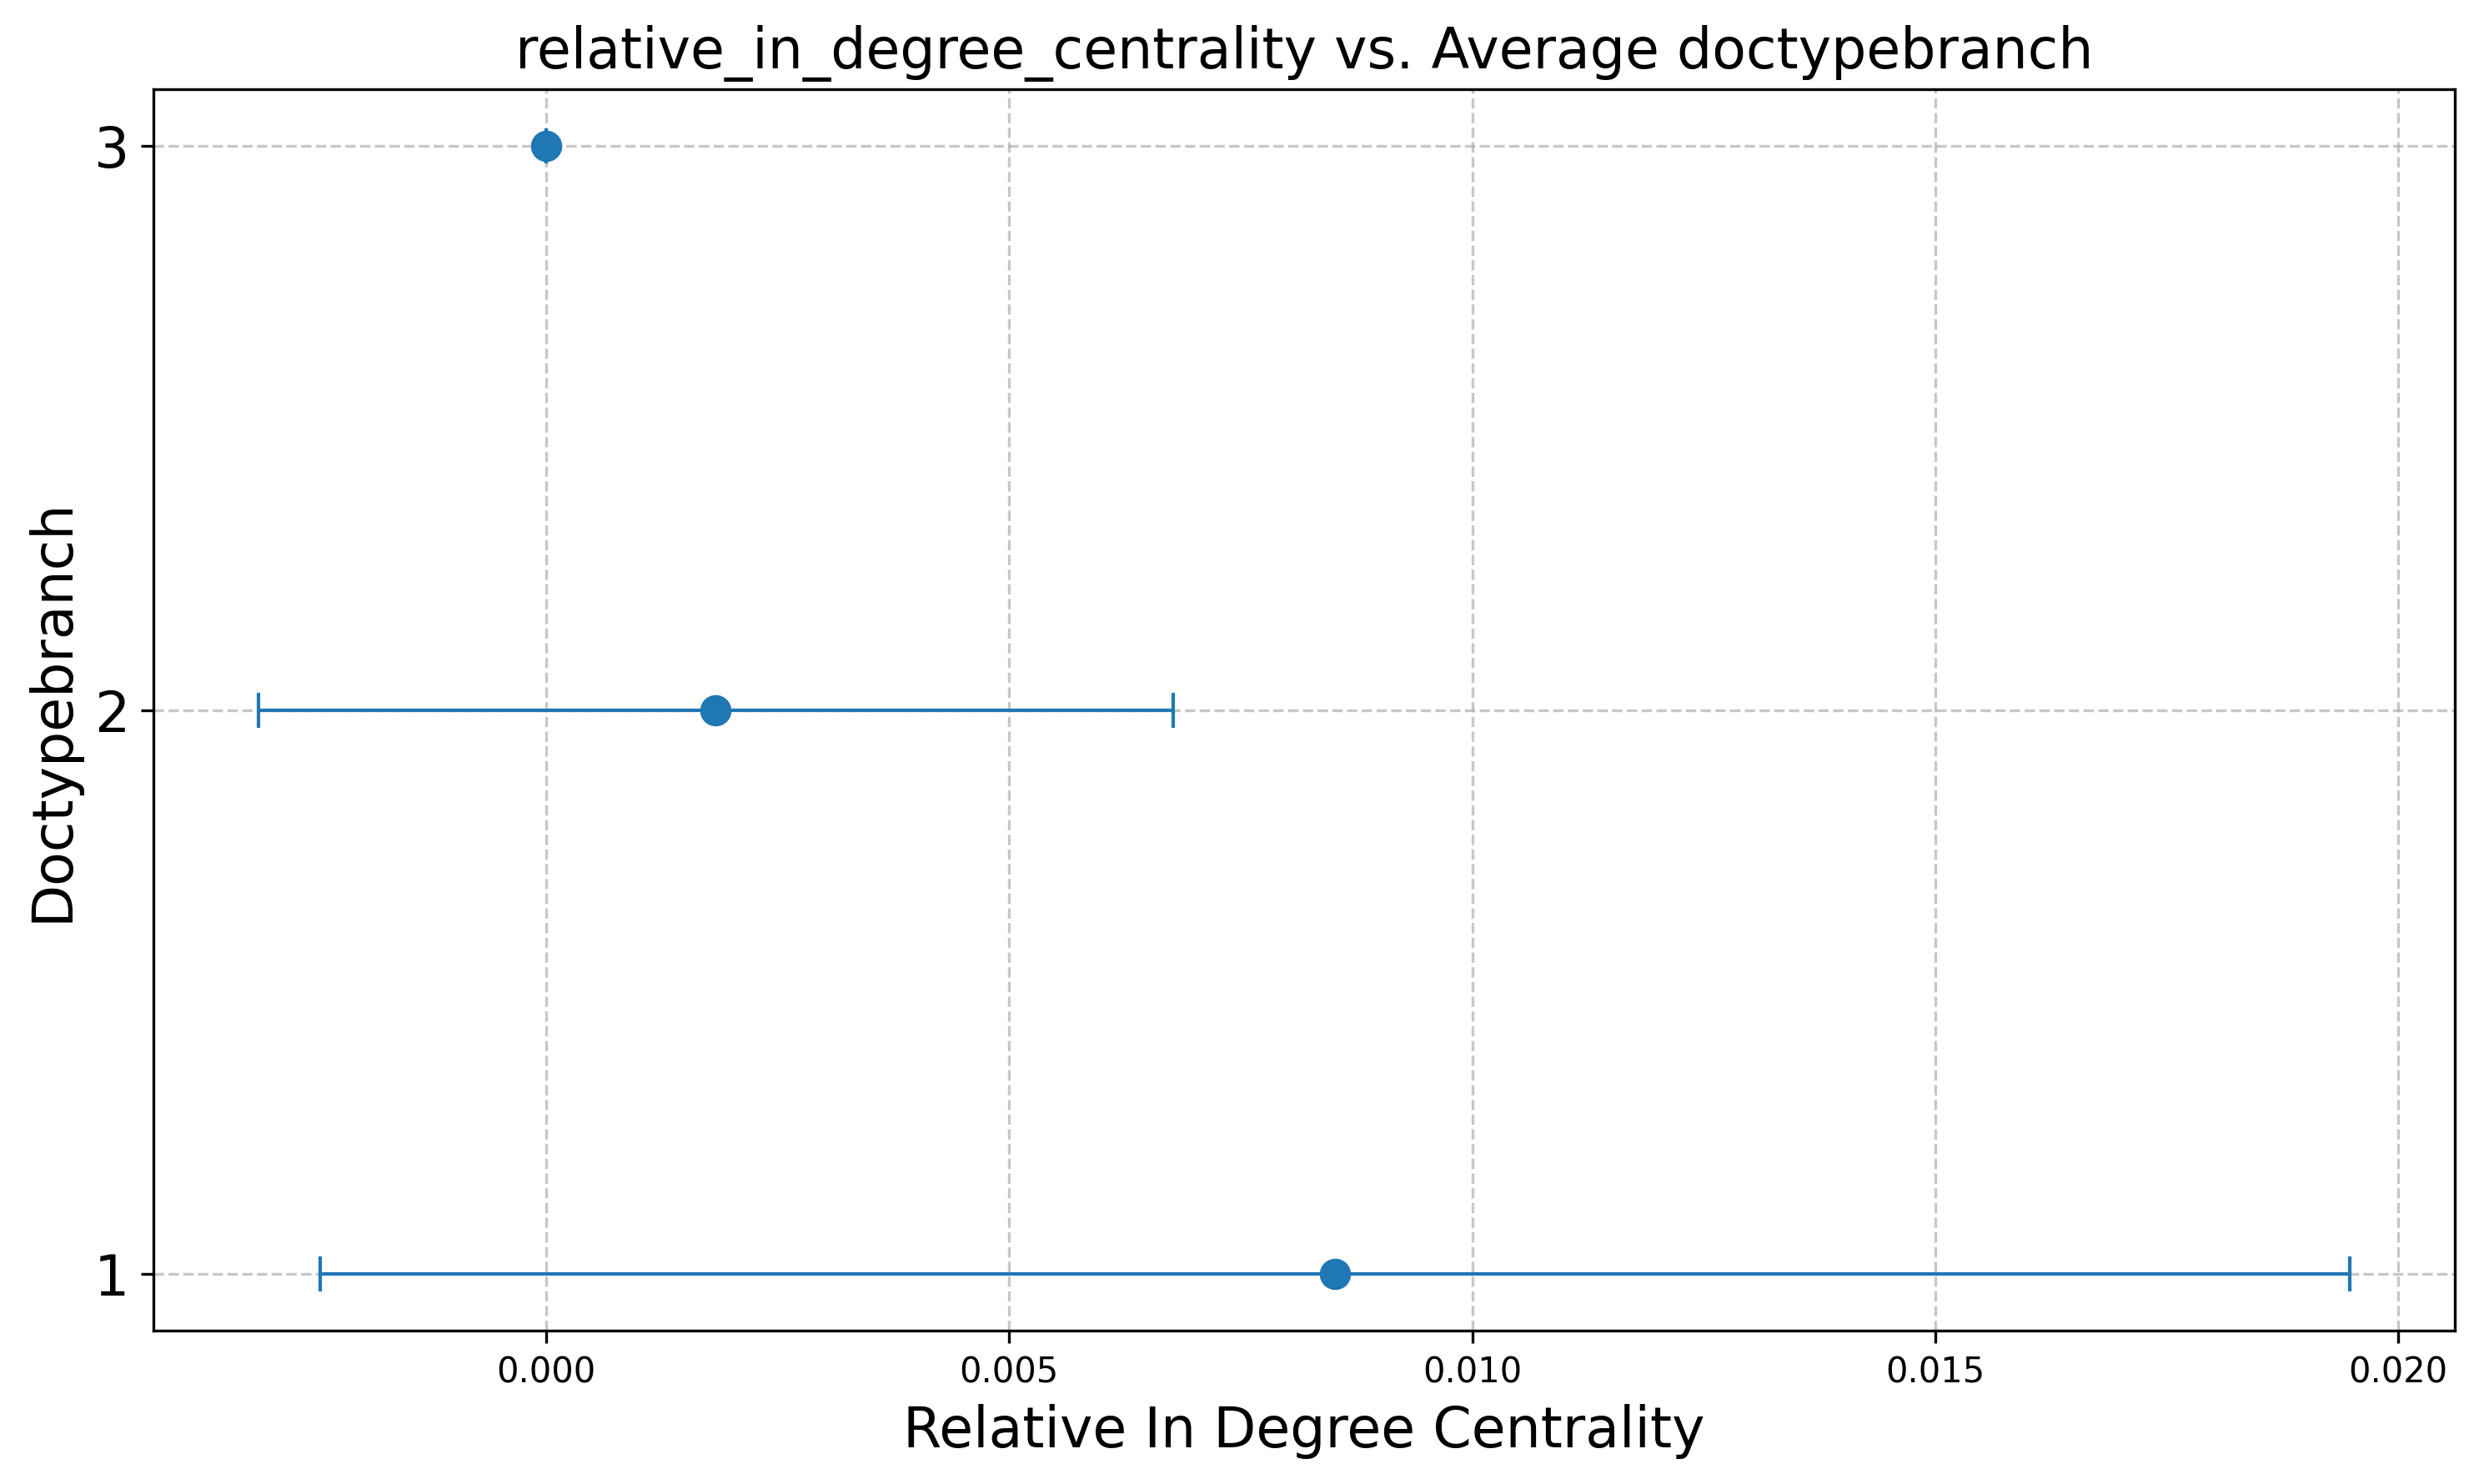 relative_in_degree_centrality vs. Average doctypebranch
Doctypebranch
3
2
1
0.000 0.005 0.010 0.015 0.020
Relative In Degree Centrality